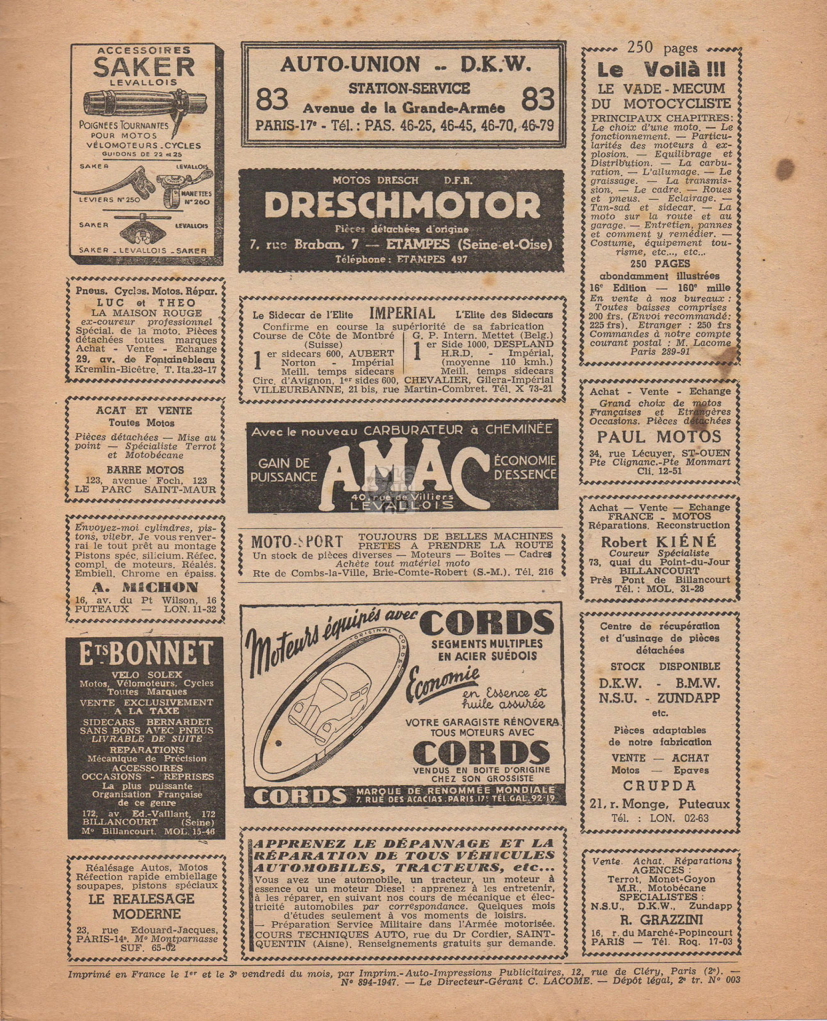 ACCESSOIRES
SAKER
LEVALLOIS
POIGNÉES TOURNANTES
POUR MOTOS
VÉLOMOTEURS . CYCLES
GUIDONS DE 22 et 25
SAKER LEVALLOIS
LEVIERS N° 250
MANETTES
N° 260
SAKER LEVALLOIS
SAKER - LEVALLOIS - SAKER
Pneus. Cycles. Motos. Répar.
LUC et THEO
LA MAISON ROUGE
ex-coureur professionnel
Spécial. de la moto. Pièces
détachées toutes marques
Achat - Vente - Echange
29, av. de Fontainebleau
Kremlin-Bicêtre, T. Ita.23-17
ACAT ET VENTE
Toutes Motos
Pièces détachées — Mise au
point — Spécialiste Terrot
et Motobécane
BARRE MOTOS
123, avenue Foch, 123
LE PARC SAINT-MAUR
Envoyez-moi cylindres, pis-
tons, vilebr. Je vous renver-
rai le tout prêt au montage
Pistons spéc. silicium. Réfec.
compl. de moteurs. Réalés.
Embiell. Chrome en épaiss.
A. MICHON
16, av. du Pt Wilson, 16
PUTEAUX — LON. 11-32
ETS BONNET
VELO SOLEX
Motos, Vélomoteurs, Cycles
Toutes Marques
VENTE EXCLUSIVEMENT
A LA TAXE
SIDECARS BERNARDET
SANS BONS AVEC PNEUS
LIVRABLE DE SUITE
REPARATIONS
Mécanique de Précision
ACCESSOIRES
OCCASIONS - REPRISES
La plus puissante
Organisation Française
de ce genre
172, av Ed.-Vaillant, 172
BILLANCOURT (Seine)
Mº Billancourt. MOL. 15-46
Réalésage Autos, Motos
Réfection rapide embiellage
soupapes, pistons spéciaux
LE REALESAGE
MODERNE
23, rue Edouard-Jacques,
PARIS-14e. Mº Montparnasse
SUF. 65-02
AUTO-UNION -- D.K.W.
STATION-SERVICE
83 Avenue de la Grande-Armée 83
PARIS-17e - Tél. : PAS. 46-25, 46-45, 46-70, 46-79
MOTOS DRESCH D.F.R.
DRESCHMOTOR
Pièces détachées d'origine
7, rue Braban, 7 — ETAMPES (Seine-et-Oise)
Téléphone : ETAMPES 497
Le Sidecar de l'Elite IMPERIAL L'Elite des Sidecars
Confirme en course la supériorité de sa fabrication
Course de Côte de Montbré
(Suisse)
1er sidecars 600, AUBERT
Norton - Impérial
Meill. temps sidecars
G. P. Intern. Mettet (Belg.)
1er Side 1000, DESPLAND
H.R.D. - Impérial,
(moyenne 110 kmh.)
Meill. temps sidecars
Circ. d'Avignon, 1er sides 600, CHEVALIER, Gilera-Impérial
VILLEURBANNE, 21 bis, rue Martin-Combret. Tél. X 73-21
Avec le nouveau CARBURATEUR à CHEMINÉE
GAIN DE
PUISSANCE
AMAC
ÉCONOMIE
D'ESSENCE
40, rue de Villiers
LEVALLOIS
MOTO-SPORT TOUJOURS DE BELLES MACHINES
PRETES A PRENDRE LA ROUTE
Un stock de pièces diverses — Moteurs — Boites — Cadres
Achète tout matériel moto
Rte de Combs-la-Ville, Brie-Comte-Robert (S.-M.), Tél. 216
Moteurs équipés avec CORDS
ORIGINAL CORDS
SEGMENTS MULTIPLES
EN ACIER SUÉDOIS
Economie
en Essence et
huile assurée
VOTRE GARAGISTE RÉNOVERA
TOUS MOTEURS AVEC
CORDS
VENDUS EN BOITE D'ORIGINE
CHEZ SON GROSSISTE
CORDS MARQUE DE RENOMMÉE MONDIALE
7, RUE DES ACACIAS. PARIS. 17e TÉL. GAL. 92-19
APPRENEZ LE DÉPANNAGE ET LA
RÉPARATION DE TOUS VÉHICULES
AUTOMOBILES, TRACTEURS, etc...
Vous avez une automobile, un tracteur, un moteur à
essence ou un moteur Diesel : apprenez à les entretenir,
à les réparer, en suivant nos cours de mécanique et élec-
tricité automobiles par correspondance. Quelques mois
d'études seulement à vos moments de loisirs.
— Préparation Service Militaire dans l'Armée motorisée.
COURS TECHNIQUES AUTO, rue du Dr Cordier, SAINT-
QUENTIN (Aisne). Renseignements gratuits sur demande.
250 pages
Le Voilà !!!
LE VADE-MECUM
DU MOTOCYCLISTE
PRINCIPAUX CHAPITRES:
Le choix d'une moto. — Le
fonctionnement. — Particu-
larités des moteurs à ex-
plosion. — Equilibrage et
Distribution. — La carbu-
ration. — L'allumage. — Le
graissage. — La transmis-
sion. — Le cadre. — Roues
et pneus. — Eclairage. —
Tan-sad et sidecar. — La
moto sur la route et au
garage. — Entretien, pannes
et comment y remédier. —
Costume, équipement tou-
risme, etc..., etc...
250 PAGES
abondamment illustrées
16e Edition — 160e mille
En vente à nos bureaux :
Toutes baisses comprises
200 frs. (Envoi recommandé:
225 frs). Etranger : 250 frs
Commandes à notre compte
courant postal : M. Lacome
Paris 289-91
Achat - Vente - Echange
Grand choix de motos
Françaises et Etrangères
Occasions. Pièces détachées
PAUL MOTOS
34, rue Lécuyer, ST-OUEN
Pte Clignanc.-Pte Monmart
Cli. 12-51
Achat — Vente — Echange
FRANCE - MOTOS
Réparations. Reconstruction
Robert KIÉNÉ
Coureur Spécialiste
73, quai du Point-du-Jour
BILLANCOURT
Près Pont de Billancourt
Tél. : MOL. 31-28
Centre de récupération
et d'usinage de pièces
détachées
STOCK DISPONIBLE
D.K.W. - B.M.W.
N.S.U. - ZUNDAPP
etc.
Pièces adaptables
de notre fabrication
VENTE — ACHAT
Motos — Epaves
CRUPDA
21, r. Monge, Puteaux
Tél. : LON. 02-63
Vente. Achat. Réparations
AGENCES :
Terrot, Monet-Goyon
M.R., Motobécane
SPECIALISTES :
N.S.U., D.K.W., Zundapp
R. GRAZZINI
16, r. du Marché-Popincourt
PARIS — Tél. Roq. 17-03
Imprimé en France le 1er et le 3e vendredi du mois, par Imprim.-Auto-Impressions Publicitaires, 12, rue de Cléry, Paris (2e). —
N° 894-1947. — Le Directeur-Gérant C. LACOME. — Dépôt légal, 2e tr. N° 003